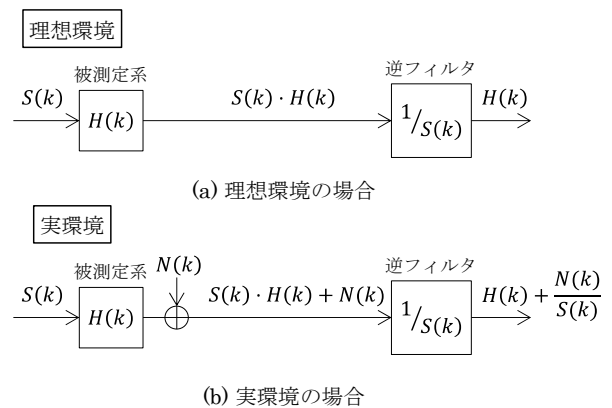 理想環境
被測定系
逆フィルタ
S(k)
H(k)
S(k) · H(k)
1/S(k)
H(k)
(a) 理想環境の場合
実環境
被測定系
N(k)
逆フィルタ
S(k)
H(k)
S(k) · H(k) + N(k)
1/S(k)
H(k) + N(k)/S(k)
(b) 実環境の場合